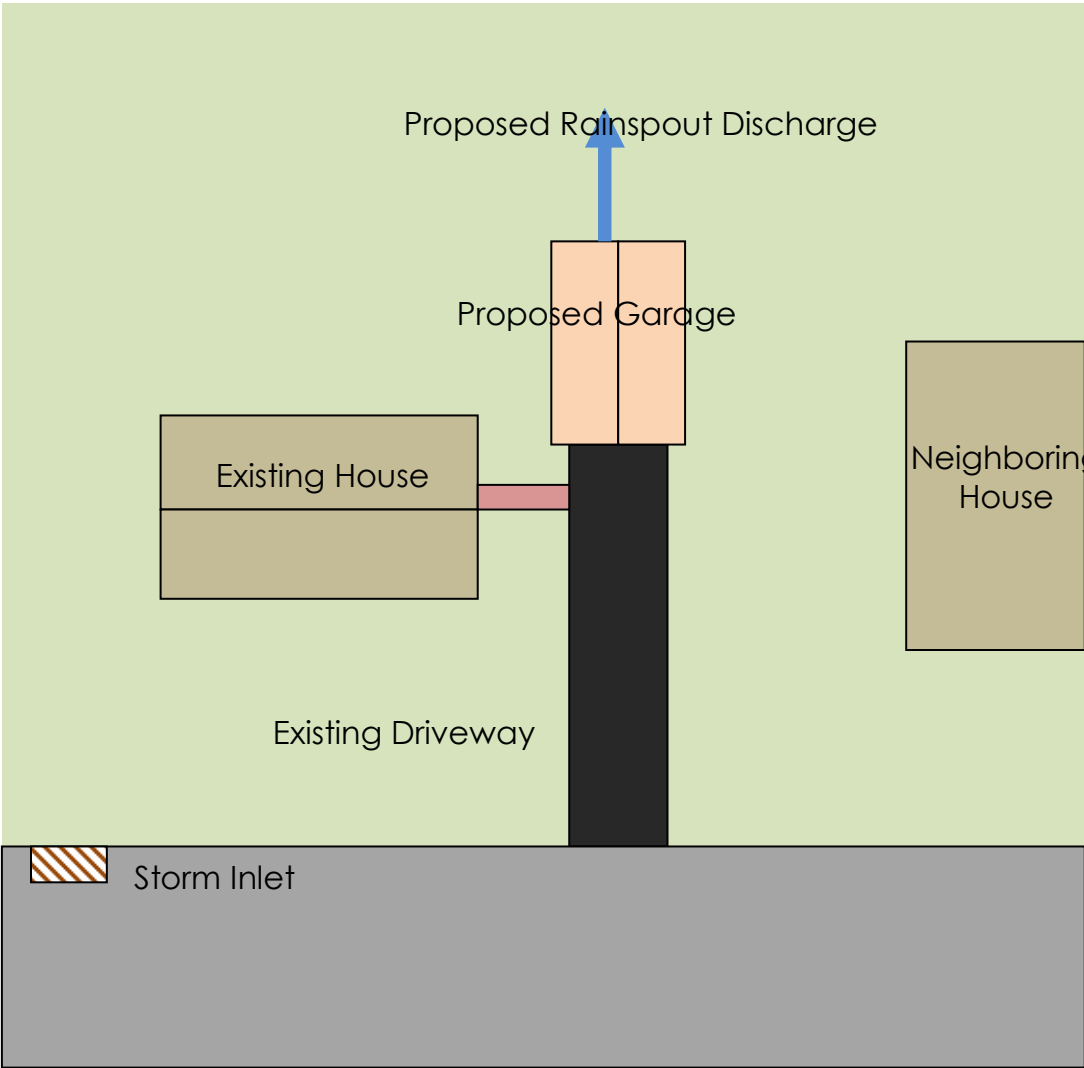 Proposed Rainspout Discharge
Proposed Garage
Existing House
Neighboring
House
Existing Driveway
Storm Inlet